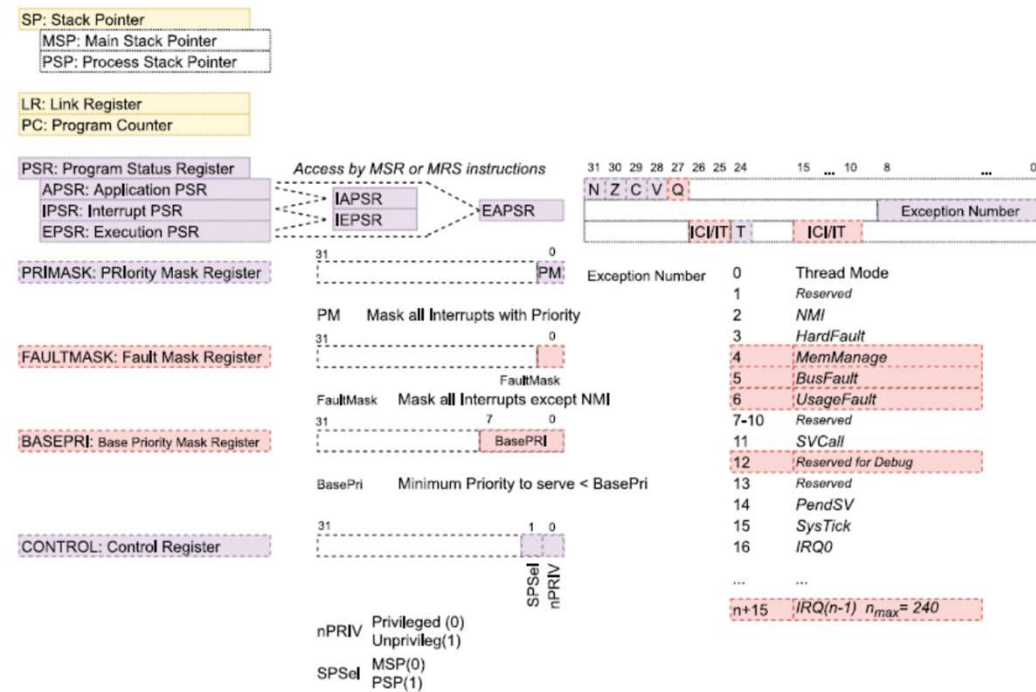 SP: Stack Pointer
MSP: Main Stack Pointer
PSP: Process Stack Pointer
LR: Link Register
PC: Program Counter
PSR: Program Status Register
APSR: Application PSR
IPSR: Interrupt PSR
EPSR: Execution PSR
Access by MSR or MRS instructions
IAPSR
IEPSR
EAPSR
31 30 29 28 27 26 25 24 15 ... 10 8 ... 0
N Z C V Q
Exception Number
ICI/IT T ICI/IT
PRIMASK: PRIority Mask Register
31 0
PM
PM Mask all Interrupts with Priority
FAULTMASK: Fault Mask Register
31 0
FaultMask
FaultMask Mask all Interrupts except NMI
BASEPRI: Base Priority Mask Register
31 7 0
BasePRI
BasePri Minimum Priority to serve < BasePri
CONTROL: Control Register
31 1 0
SPSel
nPRIV
nPRIV Privileged (0)
Unprivileg(1)
SPSel MSP(0)
PSP(1)
Exception Number 0 Thread Mode
1 Reserved
2 NMI
3 HardFault
4 MemManage
5 BusFault
6 UsageFault
7-10 Reserved
11 SVCall
12 Reserved for Debug
13 Reserved
14 PendSV
15 SysTick
16 IRQ0
... ...
n+15 IRQ(n-1) nmax= 240